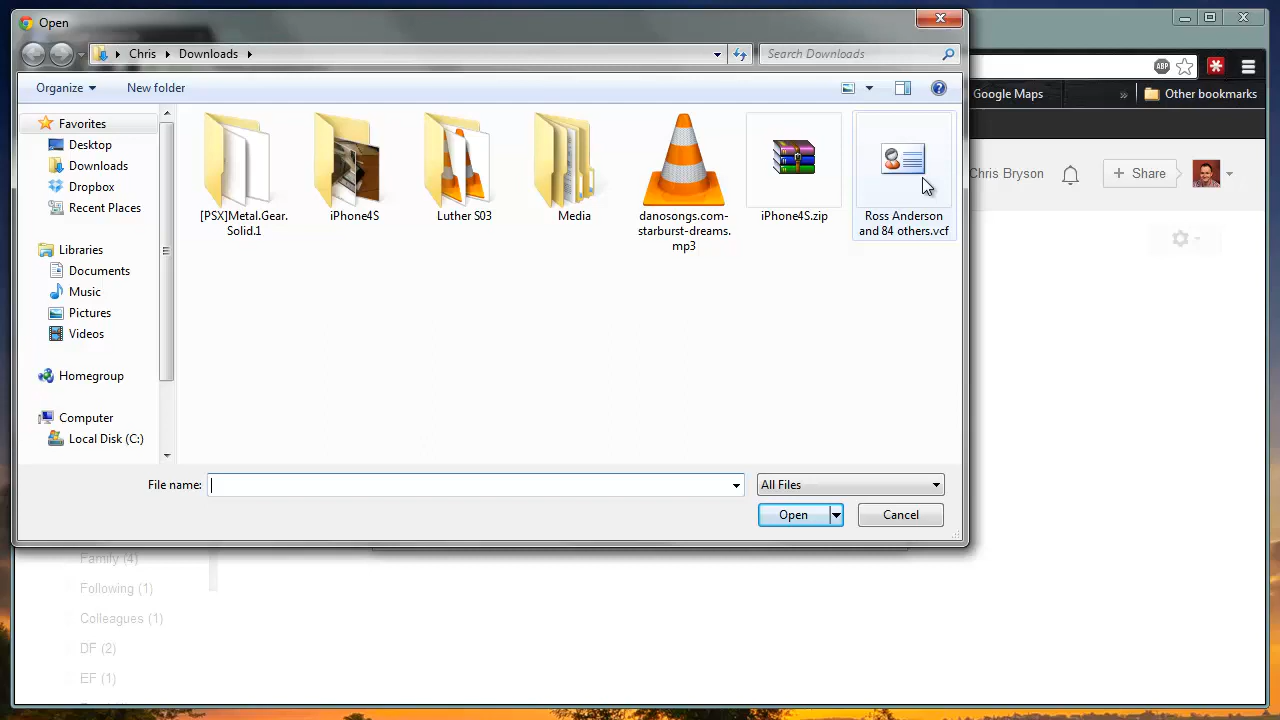 Open
Chris Downloads
Search Downloads
Organize New folder
Google Maps » Other bookmarks
ABP
Favorites
Desktop
Downloads
Dropbox
Recent Places
Libraries
Documents
Music
Pictures
Videos
Homegroup
Computer
Local Disk (C:)
[PSX]Metal.Gear.
Solid.1
iPhone4S
Luther S03
Media
danosongs.com-
starburst-dreams.
mp3
iPhone4S.zip
Ross Anderson
and 84 others.vcf
Chris Bryson
+ Share
File name:
All Files
Open
Cancel
Family (4)
Following (1)
Colleagues (1)
DF (2)
EF (1)